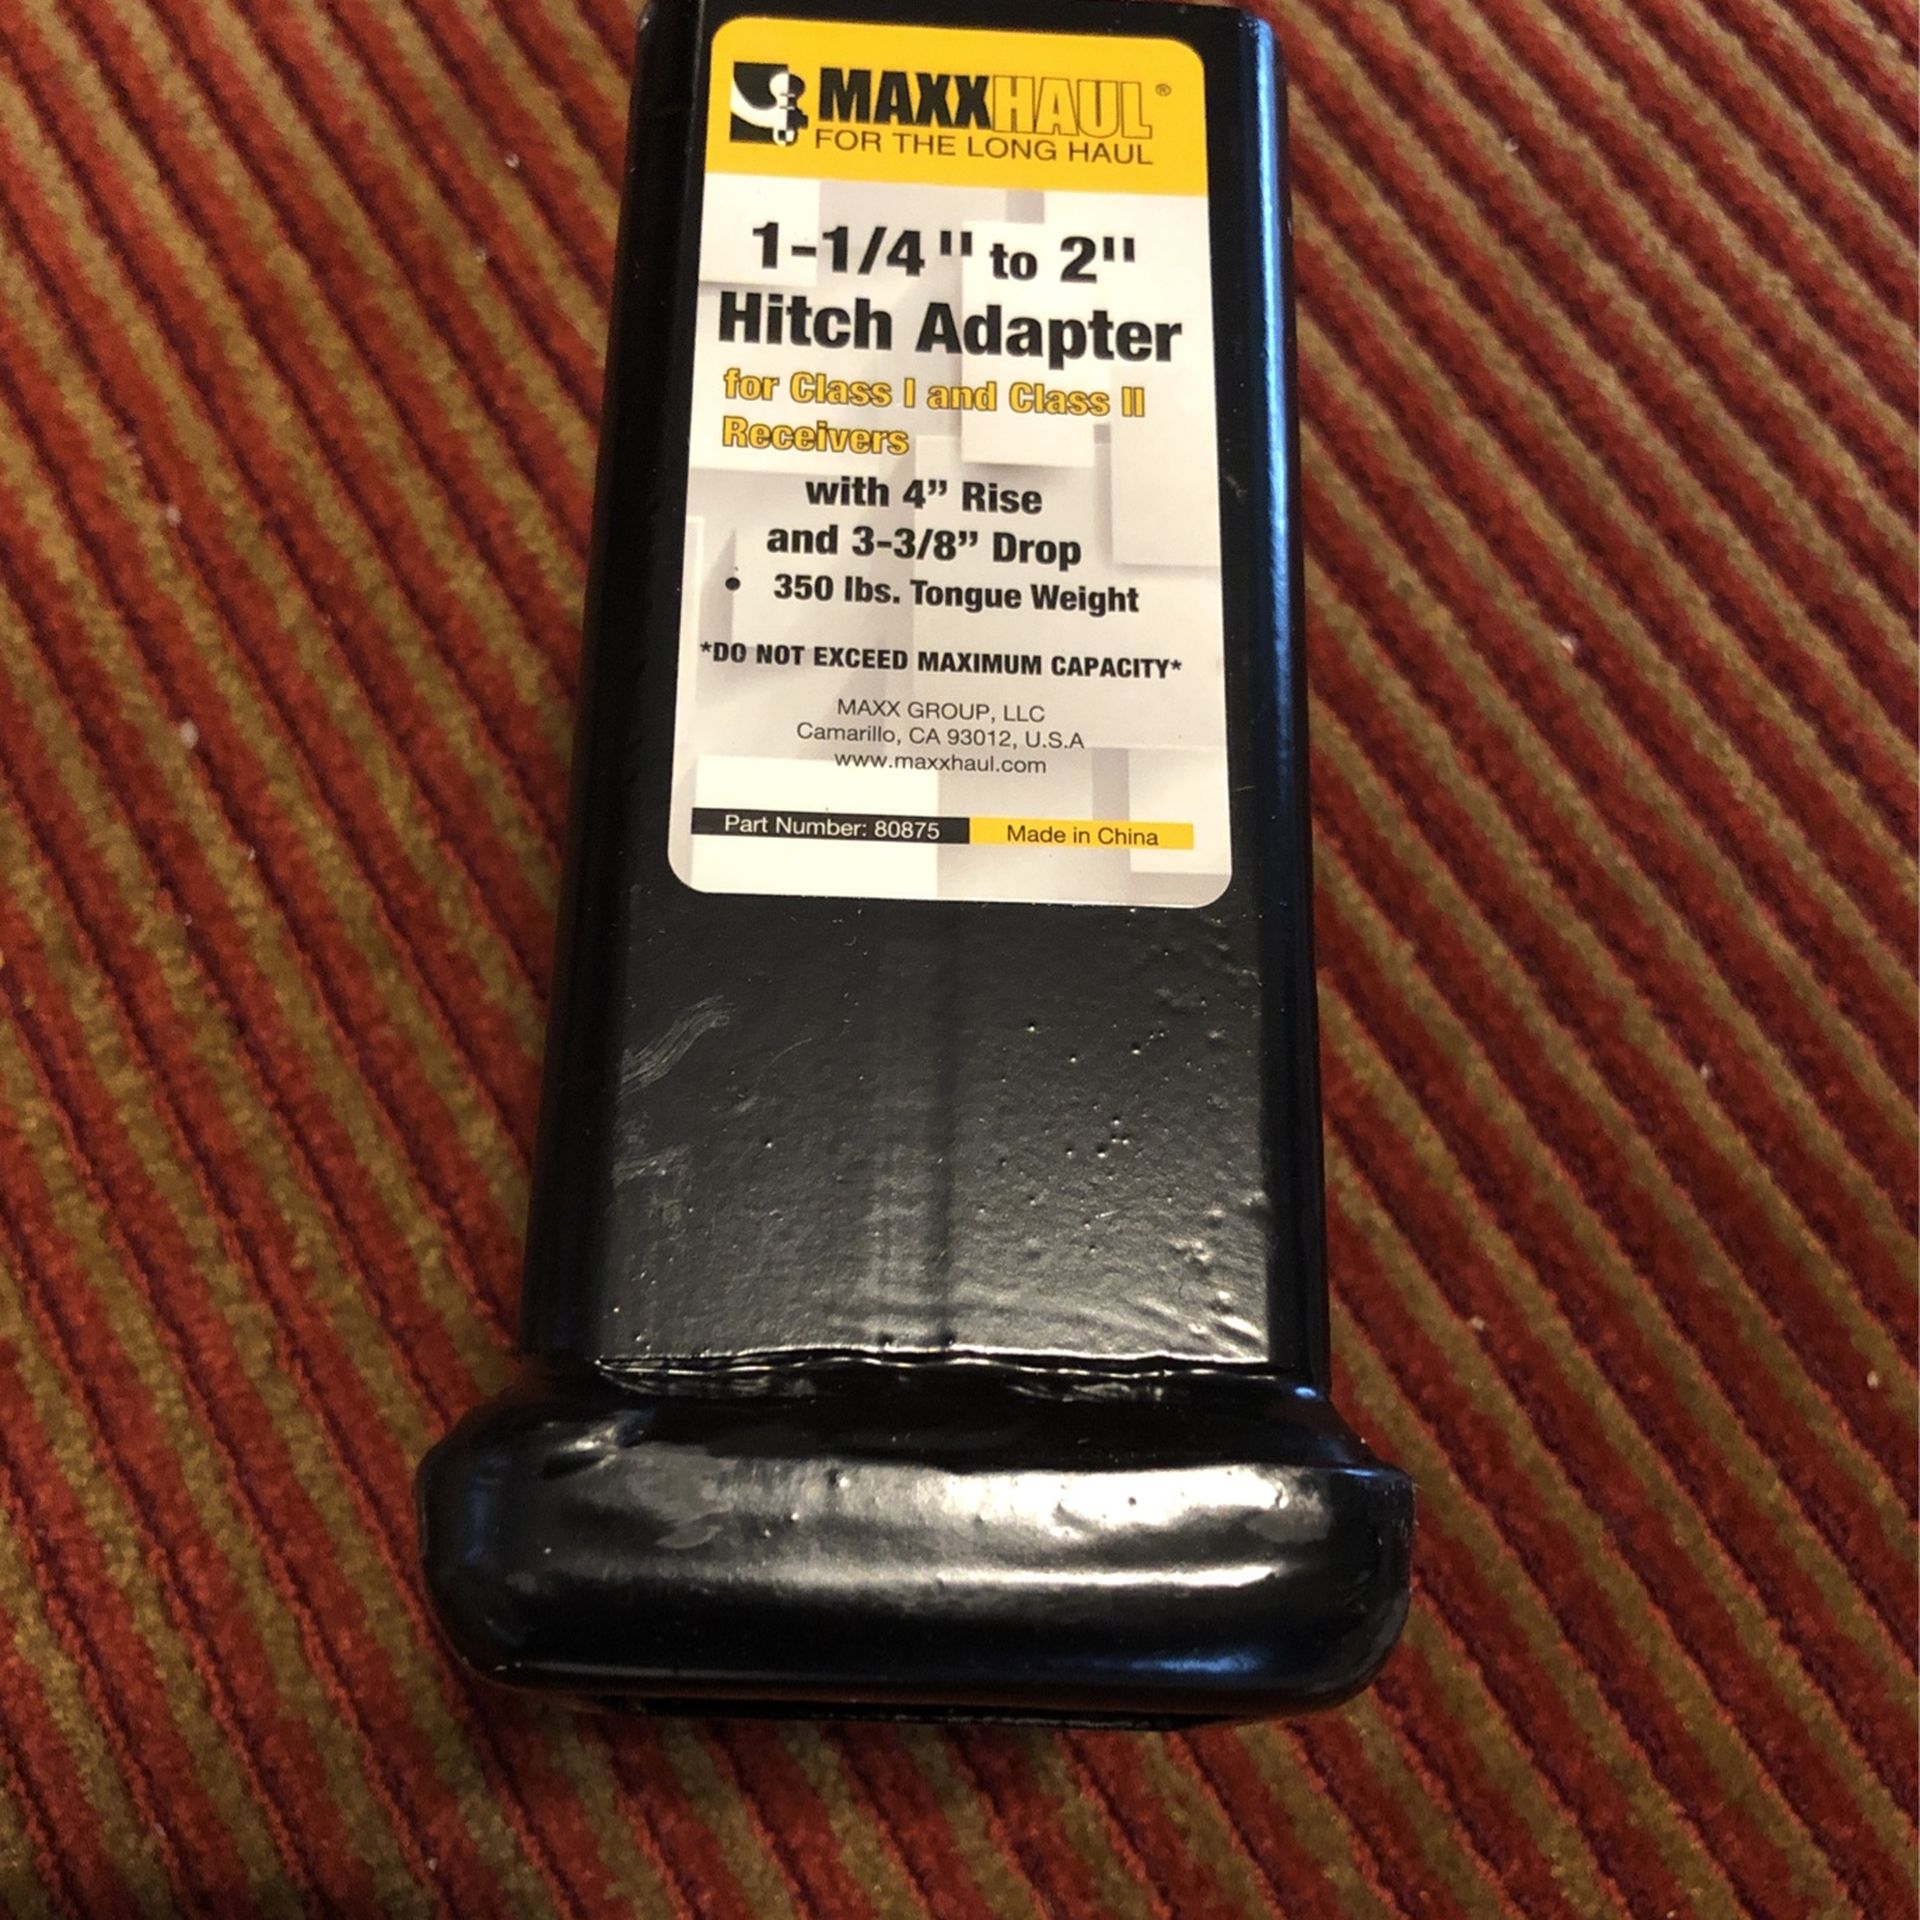 MAXXHAUL®
FOR THE LONG HAUL
1-1/4" to 2"
Hitch Adapter
for Class I and Class II
Receivers
with 4” Rise
and 3-3/8” Drop
• 350 lbs. Tongue Weight
*DO NOT EXCEED MAXIMUM CAPACITY*
MAXX GROUP, LLC
Camarillo, CA 93012, U.S.A
www.maxxhaul.com
Part Number: 80875 Made in China